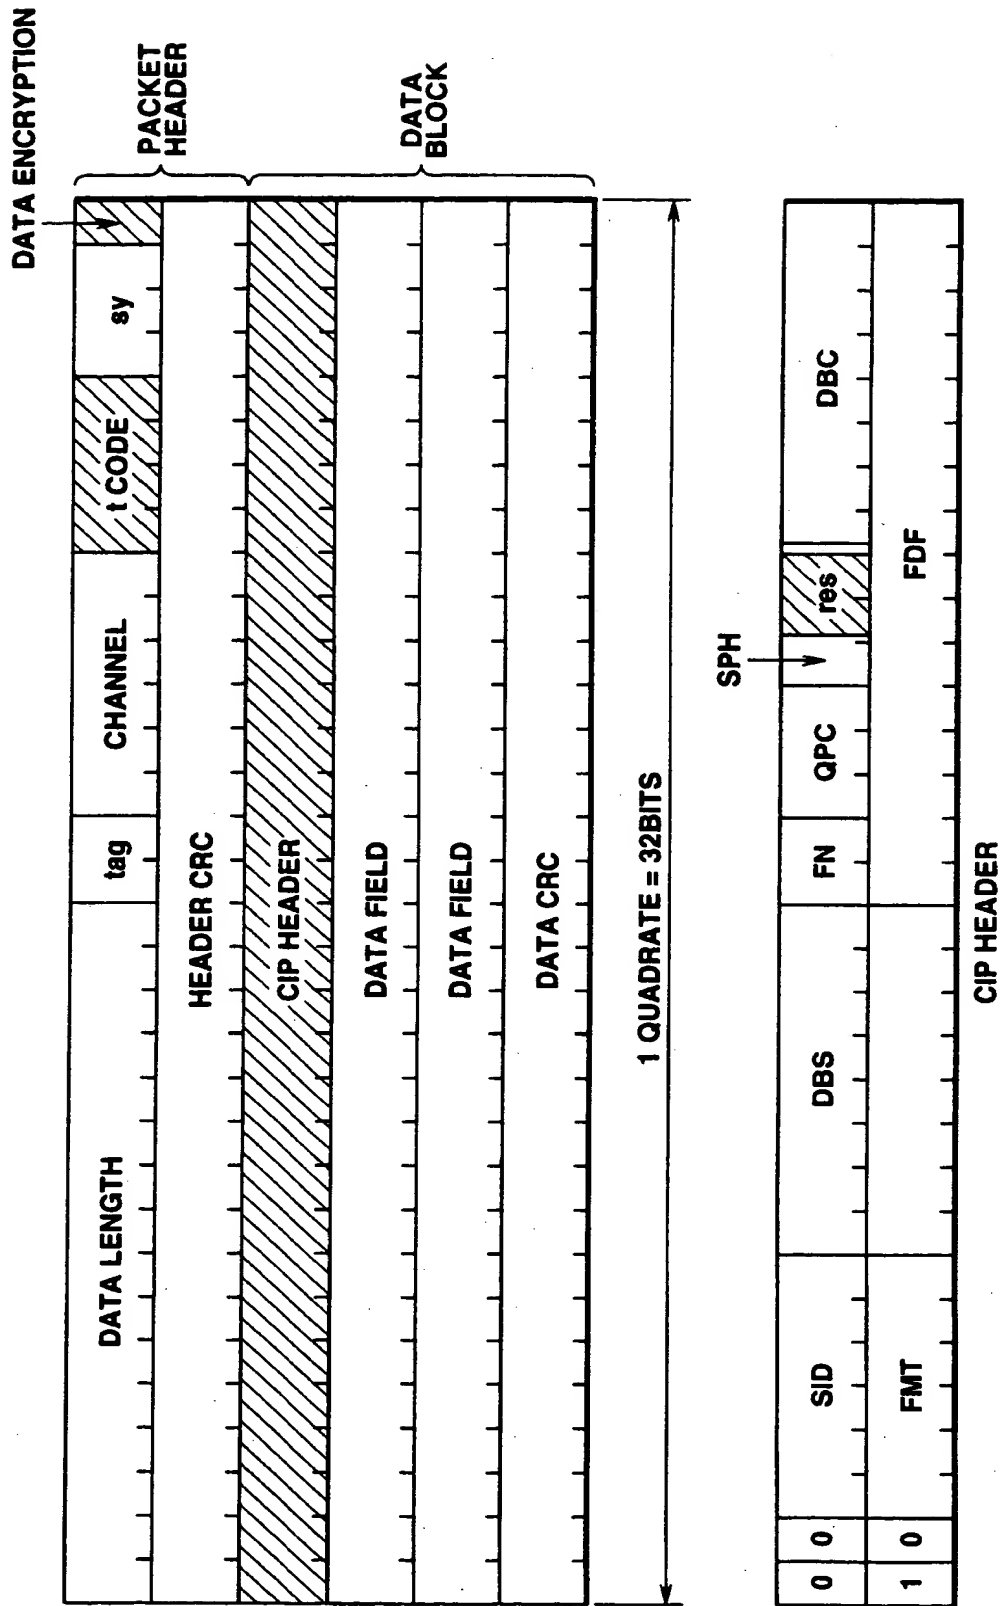 DATA ENCRYPTION
DATA LENGTH
tag
CHANNEL
t CODE
sy
PACKET
HEADER
HEADER CRC
CIP HEADER
DATA FIELD
DATA FIELD
DATA CRC
DATA
BLOCK
1 QUADRATE = 32BITS
SPH
0
0
SID
DBS
FN
QPC
res
DBC
1
0
FMT
FDF
CIP HEADER